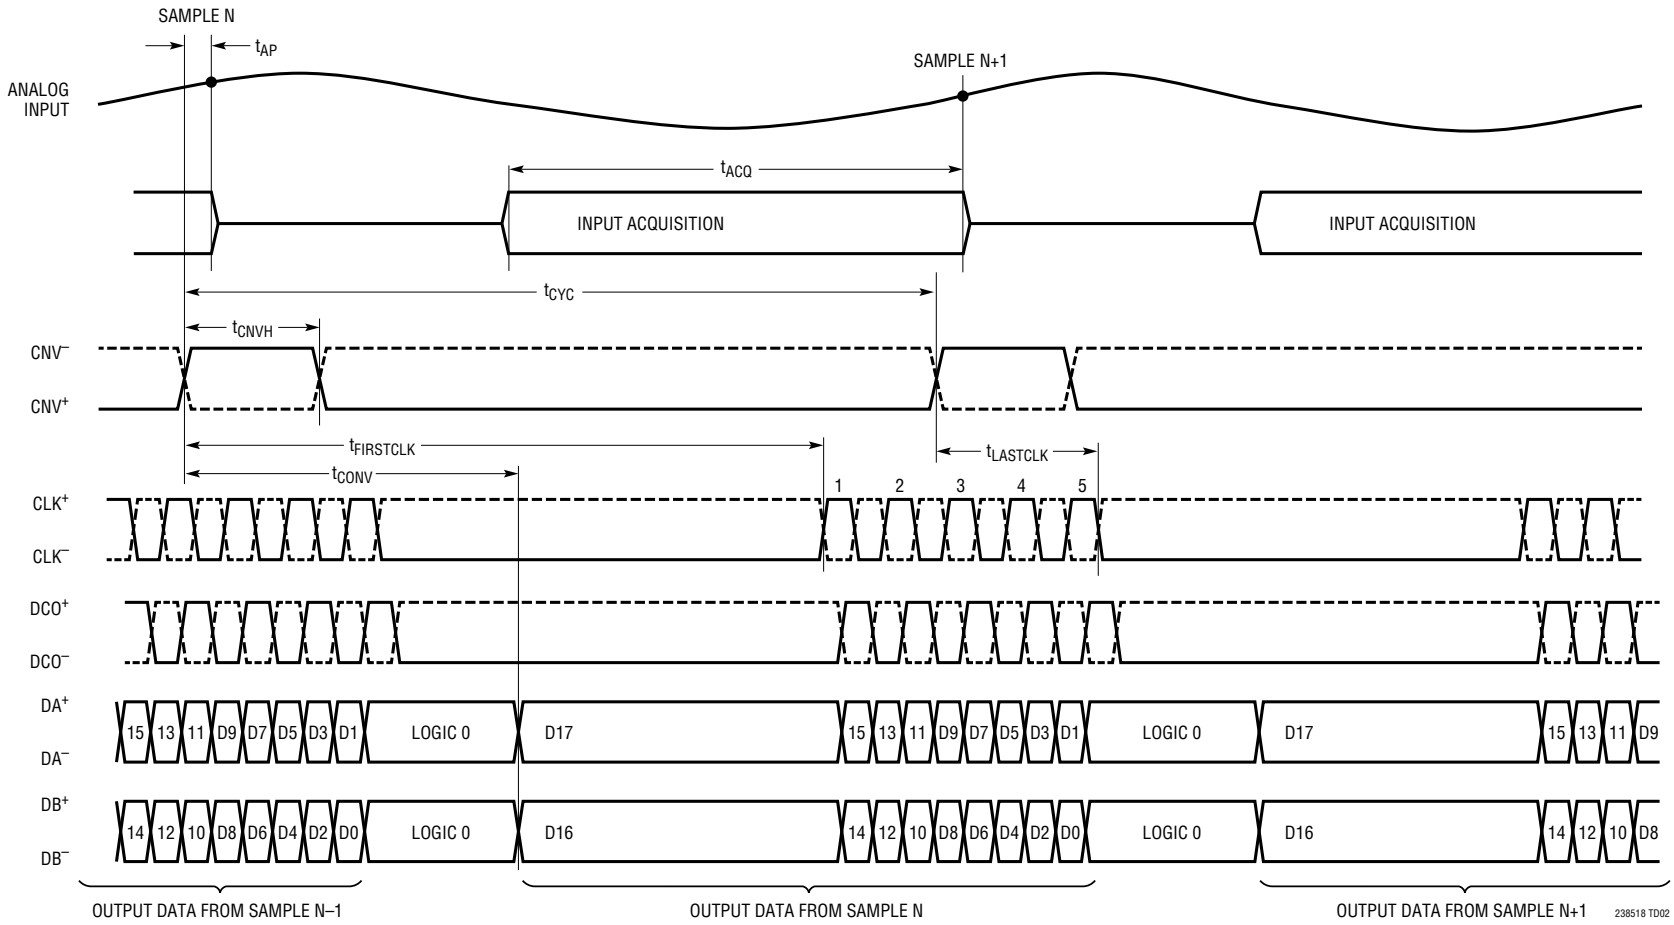 SAMPLE N
tAP
SAMPLE N+1
ANALOG
INPUT
tACQ
INPUT ACQUISITION INPUT ACQUISITION
tCYC
tCNVH
CNV–
CNV+
tFIRSTCLK
tLASTCLK
tCONV
1 2 3 4 5
CLK+
CLK–
DCO+
DCO–
DA+
15 13 11 D9 D7 D5 D3 D1 LOGIC 0 D17 15 13 11 D9 D7 D5 D3 D1 LOGIC 0 D17 15 13 11 D9
DA–
DB+
14 12 10 D8 D6 D4 D2 D0 LOGIC 0 D16 14 12 10 D8 D6 D4 D2 D0 LOGIC 0 D16 14 12 10 D8
DB–
OUTPUT DATA FROM SAMPLE N–1 OUTPUT DATA FROM SAMPLE N OUTPUT DATA FROM SAMPLE N+1 238518 TD02